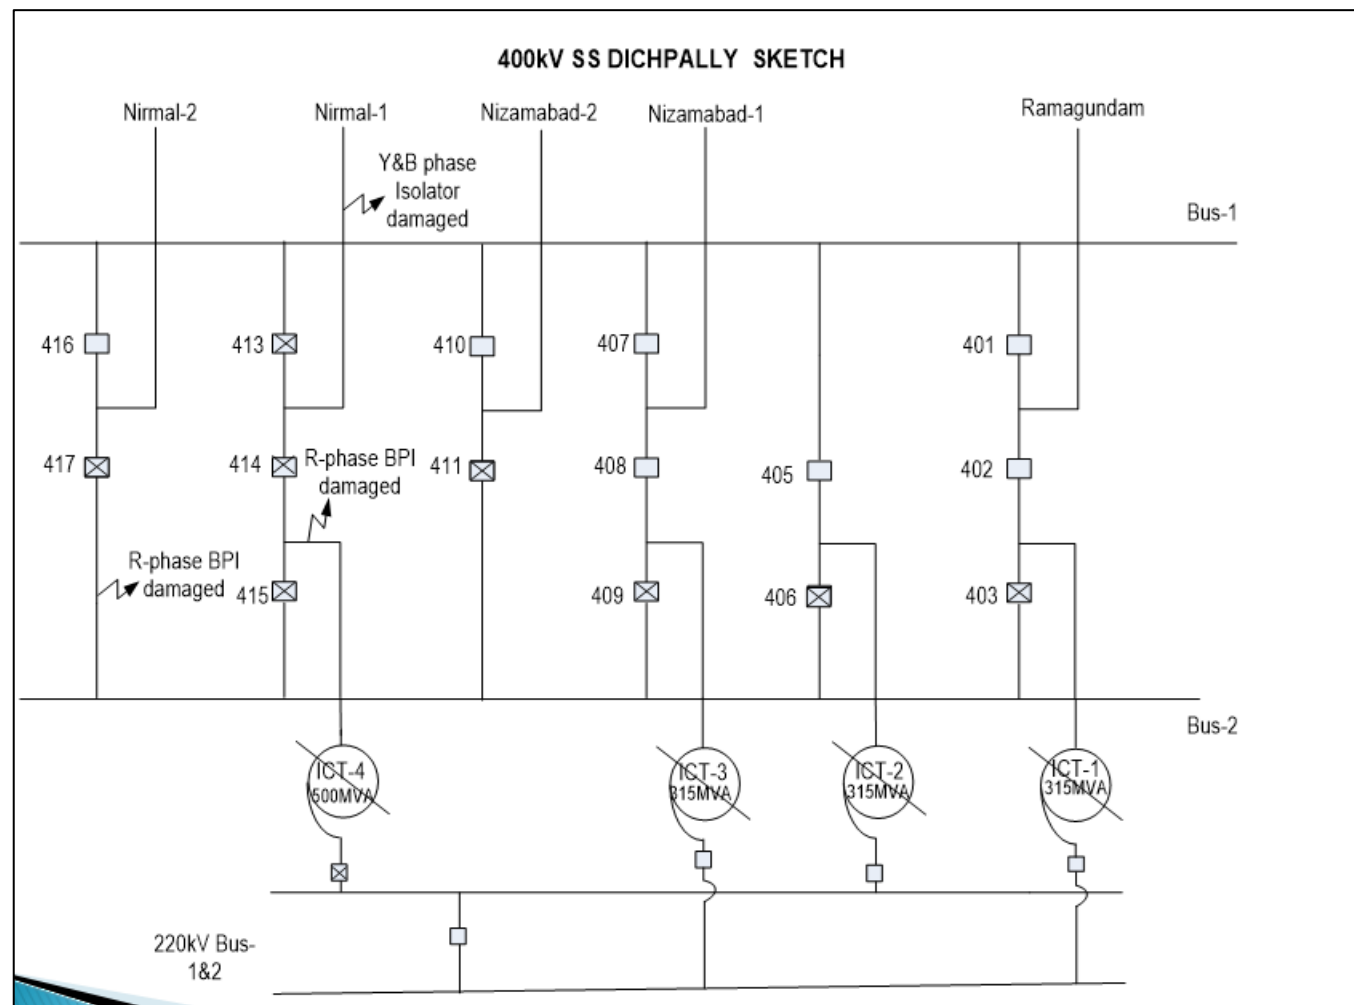 400kV SS DICHPALLY SKETCH
Nirmal-2
Nirmal-1
Nizamabad-2
Nizamabad-1
Ramagundam
Y&B phase
Isolator
damaged
Bus-1
416
413
410
407
401
417
414
R-phase BPI
damaged
411
408
405
402
R-phase BPI
damaged
415
409
406
403
Bus-2
ICT-4
500MVA
ICT-3
315MVA
ICT-2
315MVA
ICT-1
315MVA
220kV Bus-
1&2